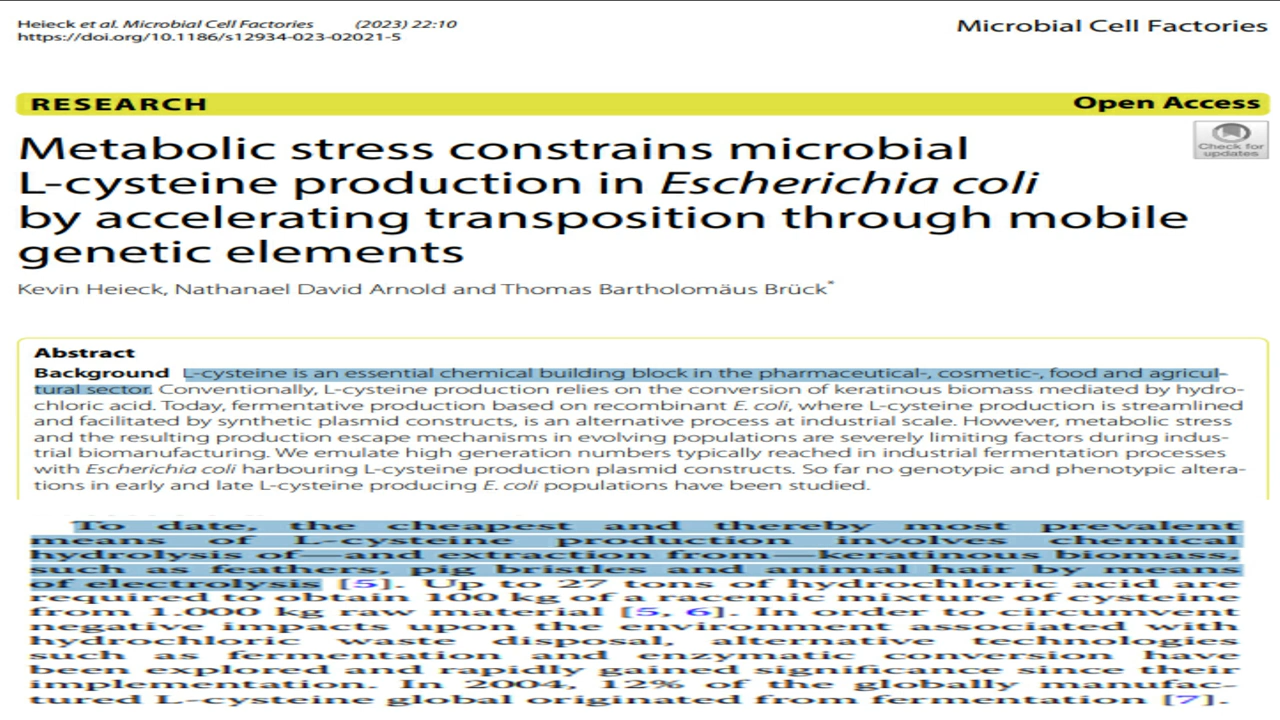 Heieck et al. Microbial Cell Factories (2023) 22:10
https://doi.org/10.1186/s12934-023-02021-5
Microbial Cell Factories
RESEARCH
Open Access
Check for
updates
Metabolic stress constrains microbial
L-cysteine production in Escherichia coli
by accelerating transposition through mobile
genetic elements
Kevin Heieck, Nathanael David Arnold and Thomas Bartholomäus Brück*
Abstract
Background L-cysteine is an essential chemical building block in the pharmaceutical-, cosmetic-, food and agricul-
tural sector. Conventionally, L-cysteine production relies on the conversion of keratinous biomass mediated by hydro-
chloric acid. Today, fermentative production based on recombinant E. coli, where L-cysteine production is streamlined
and facilitated by synthetic plasmid constructs, is an alternative process at industrial scale. However, metabolic stress
and the resulting production escape mechanisms in evolving populations are severely limiting factors during indus-
trial biomanufacturing. We emulate high generation numbers typically reached in industrial fermentation processes
with Escherichia coli harbouring L-cysteine production plasmid constructs. So far no genotypic and phenotypic altera-
tions in early and late L-cysteine producing E. coli populations have been studied.
To date, the cheapest and thereby most prevalent
means of L-cysteine production involves chemical
hydrolysis of—and extraction from—keratinous biomass,
such as feathers, pig bristles and animal hair by means
of electrolysis [5]. Up to 27 tons of hydrochloric acid are
required to obtain 100 kg of a racemic mixture of cysteine
from 1.000 kg raw material [5, 6]. In order to circumvent
negative impacts upon the environment associated with
hydrochloric waste disposal, alternative technologies
such as fermentation and enzymatic conversion have
been explored and rapidly gained significance since their
implementation. In 2004, 12% of the globally manufac-
tured L-cysteine global originated from fermentation [7].